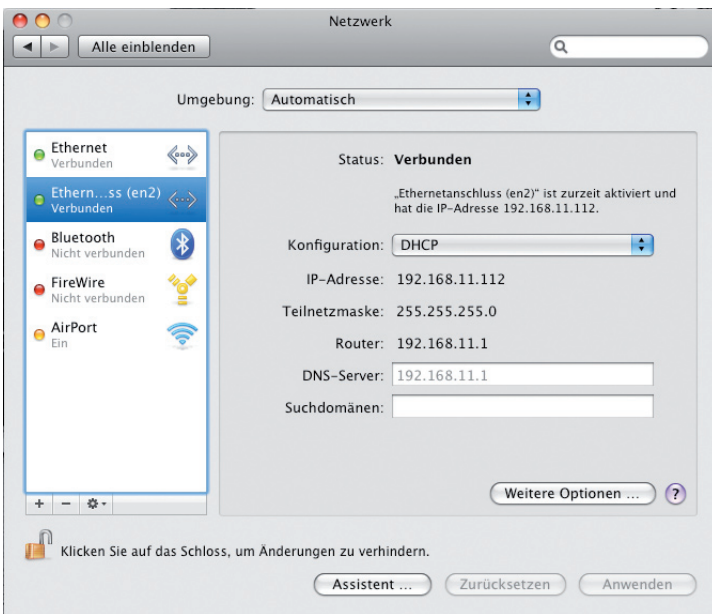 Netzwerk
Alle einblenden
Umgebung: Automatisch
Ethernet
Verbunden
Ethern...ss (en2)
Verbunden
Bluetooth
Nicht verbunden
FireWire
Nicht verbunden
AirPort
Ein
Status: Verbunden
„Ethernetanschluss (en2)“ ist zurzeit aktiviert und
hat die IP-Adresse 192.168.11.112.
Konfiguration: DHCP
IP-Adresse: 192.168.11.112
Teilnetzmaske: 255.255.255.0
Router: 192.168.11.1
DNS-Server: 192.168.11.1
Suchdomänen:
Weitere Optionen ... ?
+ −
Klicken Sie auf das Schloss, um Änderungen zu verhindern.
Assistent ... Zurücksetzen Anwenden